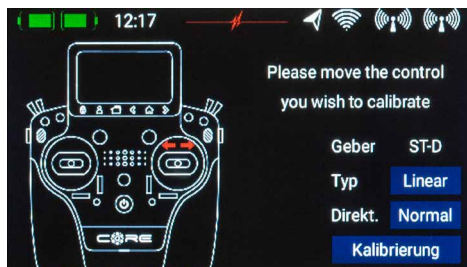 12:17
Please move the control
you wish to calibrate
Geber ST-D
Typ Linear
Direkt. Normal
Kalibrierung
CORE